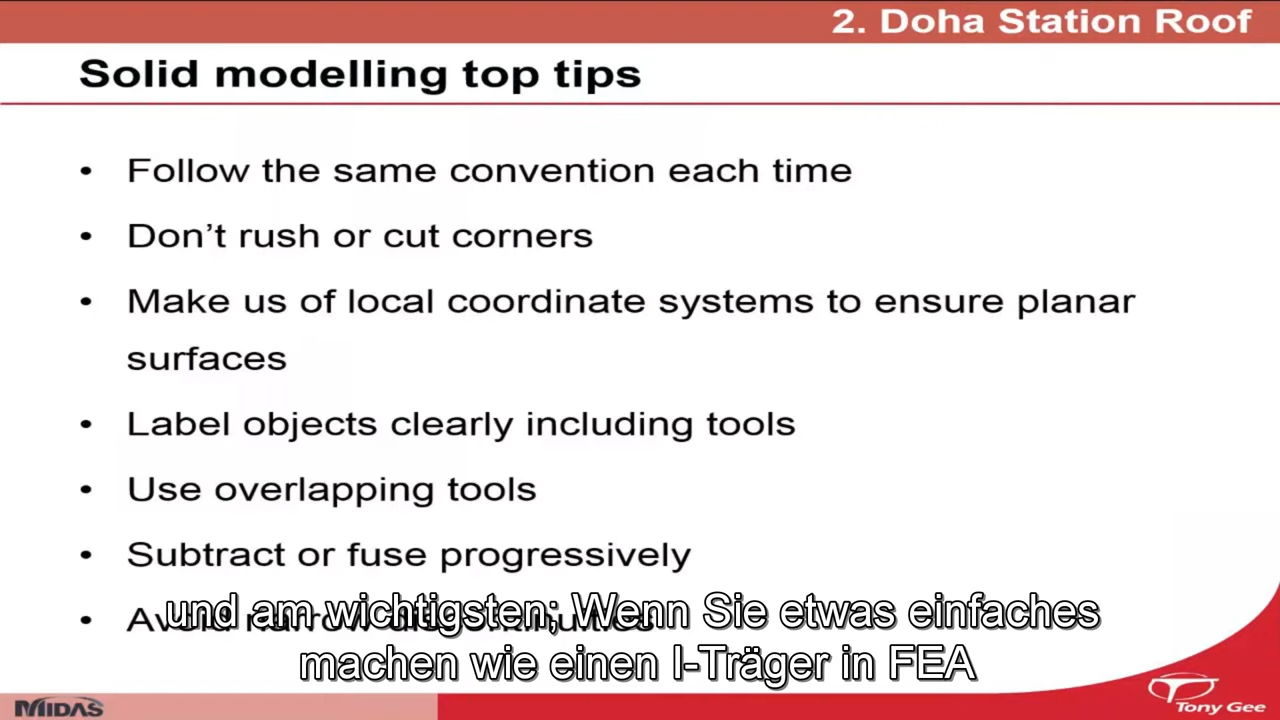 2. Doha Station Roof
Solid modelling top tips
• Follow the same convention each time
• Don’t rush or cut corners
• Make us of local coordinate systems to ensure planar
surfaces
• Label objects clearly including tools
• Use overlapping tools
• Subtract or fuse progressively
• Avoid narrow discontinuities
und am wichtigsten; Wenn Sie etwas einfaches
machen wie einen I-Träger in FEA
MIDAS
Tony Gee